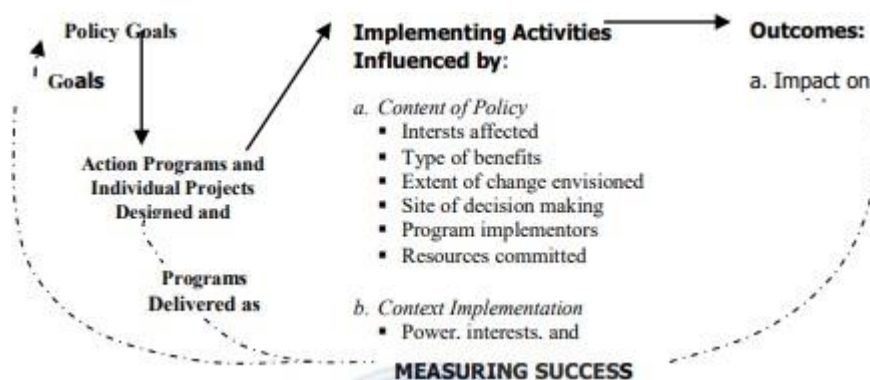 Policy Goals
Goals
Action Programs and
Individual Projects
Designed and
Programs
Delivered as
Implementing Activities
Influenced by:
a. Content of Policy
▪ Intersts affected
▪ Type of benefits
▪ Extent of change envisioned
▪ Site of decision making
▪ Program implementors
▪ Resources committed
b. Context Implementation
▪ Power, interests, and
Outcomes:
a. Impact on
MEASURING SUCCESS